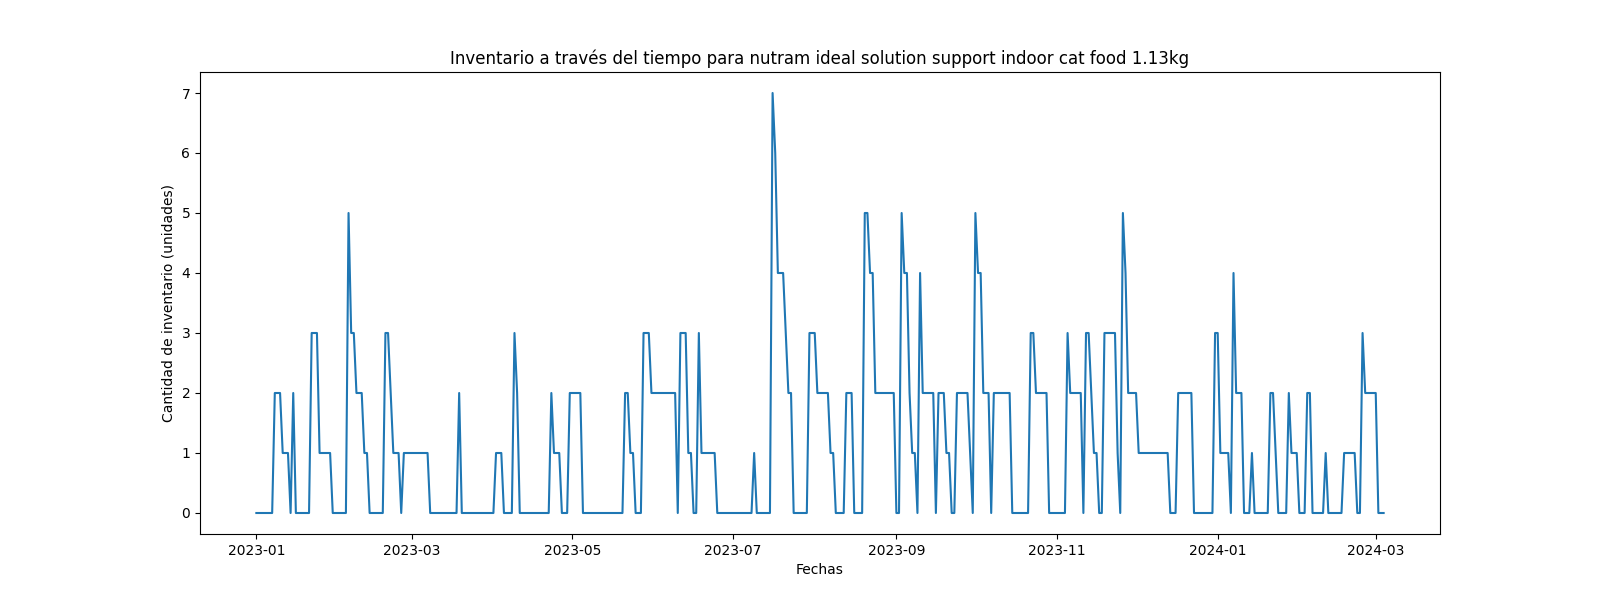 Inventario a través del tiempo para nutram ideal solution support indoor cat food 1.13kg
Cantidad de inventario (unidades)
7
6
5
4
3
2
1
0
2023-01 2023-03 2023-05 2023-07 2023-09 2023-11 2024-01 2024-03
Fechas